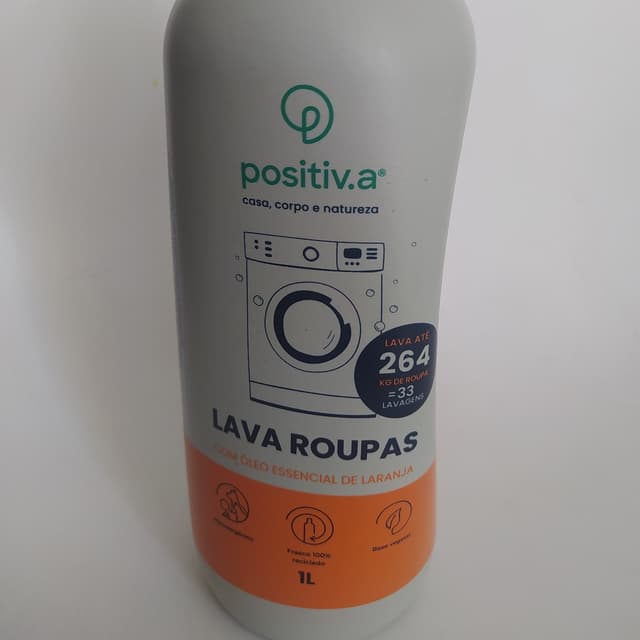 positiv.a®
casa, corpo e natureza
LAVA ATÉ
264
KG DE ROUPA
=33
LAVAGENS
LAVA ROUPAS
COM ÓLEO ESSENCIAL DE LARANJA
Hipoalergênico
Frasco 100%
reciclado
Base vegetal
1L